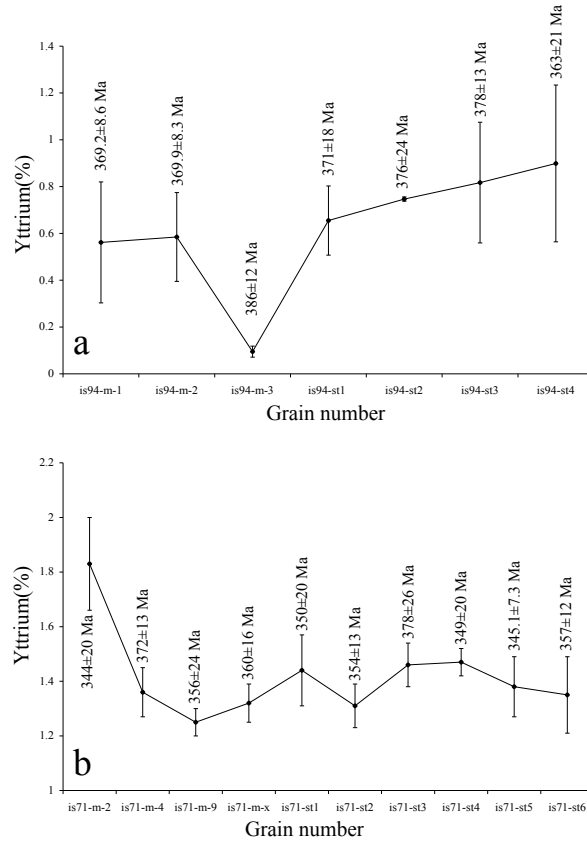 1.4
1.2
1
0.8
0.6
0.4
0.2
0
Yttrium(%)
369.2±8.6 Ma
369.9±8.3 Ma
386±12 Ma
371±18 Ma
376±24 Ma
378±13 Ma
363±21 Ma
a
is94-m-1 is94-m-2 is94-m-3 is94-st1 is94-st2 is94-st3 is94-st4
Grain number
2.2
2
1.8
1.6
1.4
1.2
1
Yttrium(%)
344±20 Ma
372±13 Ma
356±24 Ma
360±16 Ma
350±20 Ma
354±13 Ma
378±26 Ma
349±20 Ma
345.1±7.3 Ma
357±12 Ma
b
is71-m-2 is71-m-4 is71-m-9 is71-m-x is71-st1 is71-st2 is71-st3 is71-st4 is71-st5 is71-st6
Grain number